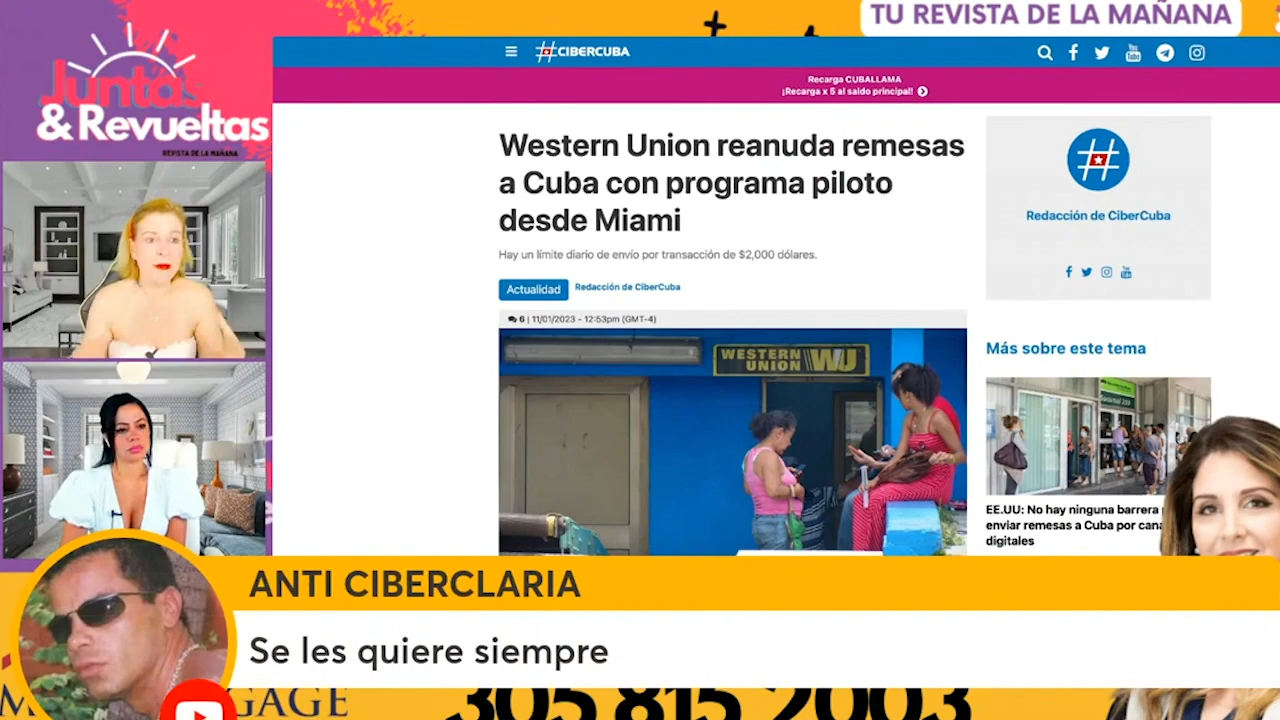 TU REVISTA DE LA MAÑANA
Juntas
&Revueltas
REVISTA DE LA MAÑANA
CIBERCUBA
Recarga CUBALLAMA
¡Recarga x 5 al saldo principal!
Western Union reanuda remesas
a Cuba con programa piloto
desde Miami
Hay un límite diario de envío por transacción de $2,000 dólares.
Actualidad
Redacción de CiberCuba
6 | 11/01/2023 - 12:53pm (GMT-4)
WESTERN
UNION WU
Redacción de CiberCuba
Más sobre este tema
EE.UU: No hay ninguna barrera
enviar remesas a Cuba por
digitales
ANTI CIBERCLARIA
Se les quiere siempre
GAGE
305 815 2003